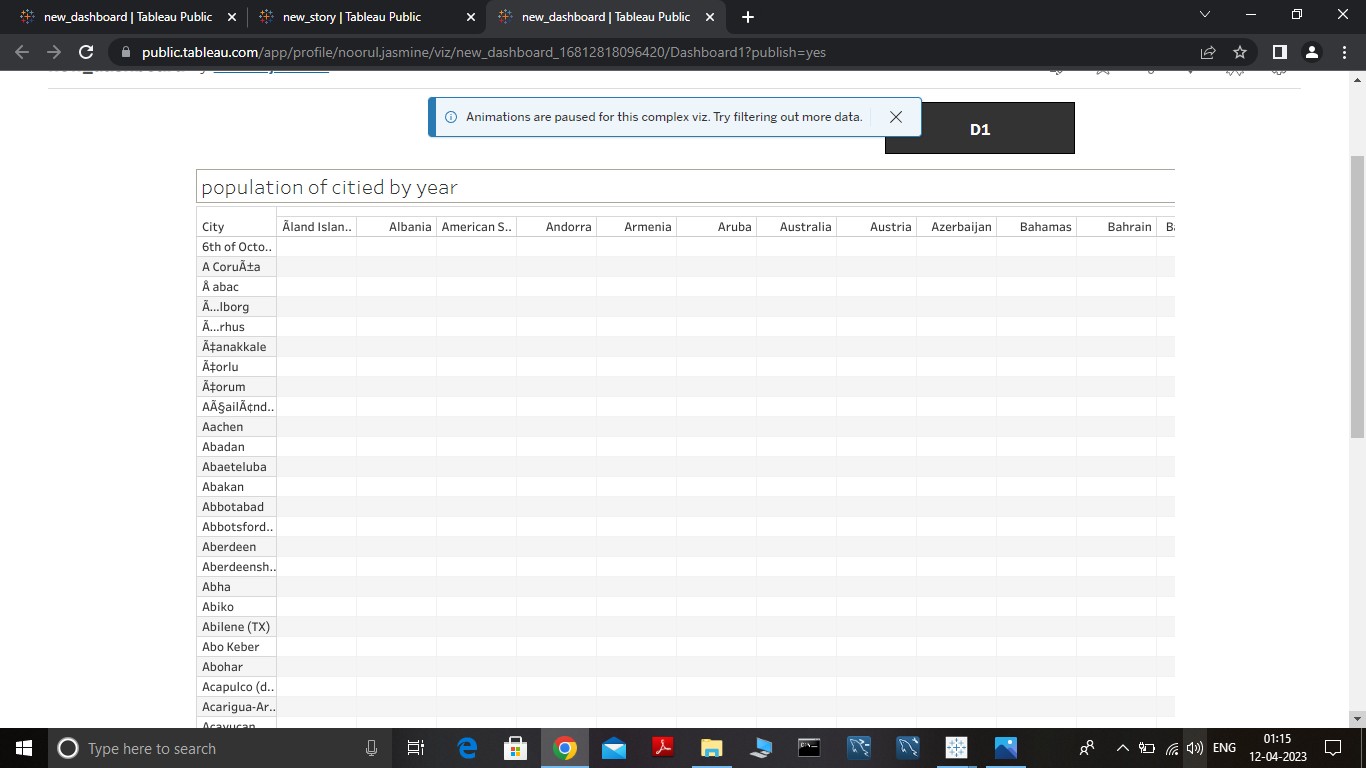 new_dashboard | Tableau Public
new_story | Tableau Public
new_dashboard | Tableau Public
public.tableau.com/app/profile/noorul.jasmine/viz/new_dashboard_16812818096420/Dashboard1?publish=yes
Animations are paused for this complex viz. Try filtering out more data.
D1
population of citied by year
City Ãland Islan.. Albania American S.. Andorra Armenia Aruba Australia Austria Azerbaijan Bahamas Bahrain
6th of Octo..
A CoruÃ±a
Å abac
Ã…lborg
Ã…rhus
Ã‡anakkale
Ã‡orlu
Ã‡orum
AÃ§ailÃ¢nd..
Aachen
Abadan
Abaeteluba
Abakan
Abbotabad
Abbotsford..
Aberdeen
Aberdeensh..
Abha
Abiko
Abilene (TX)
Abo Keber
Abohar
Acapulco (d..
Acarigua-Ar..
Acayucan
Type here to search
ENG
01:15
12-04-2023